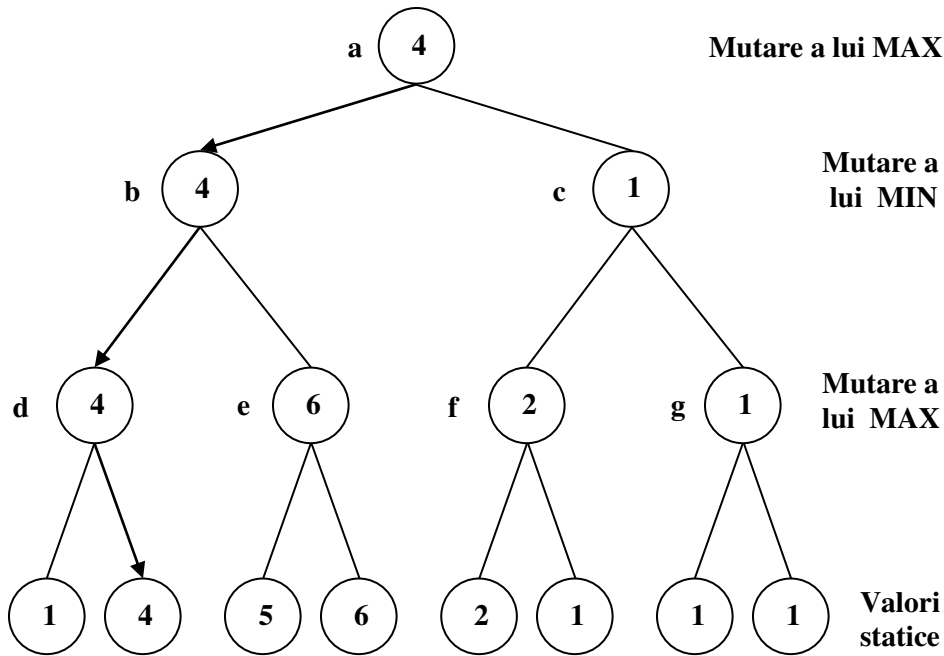 a 4 Mutare a lui MAX
b 4 c 1 Mutare a
lui MIN
d 4 e 6 f 2 g 1 Mutare a
lui MAX
1 4 5 6 2 1 1 1 Valori
statice